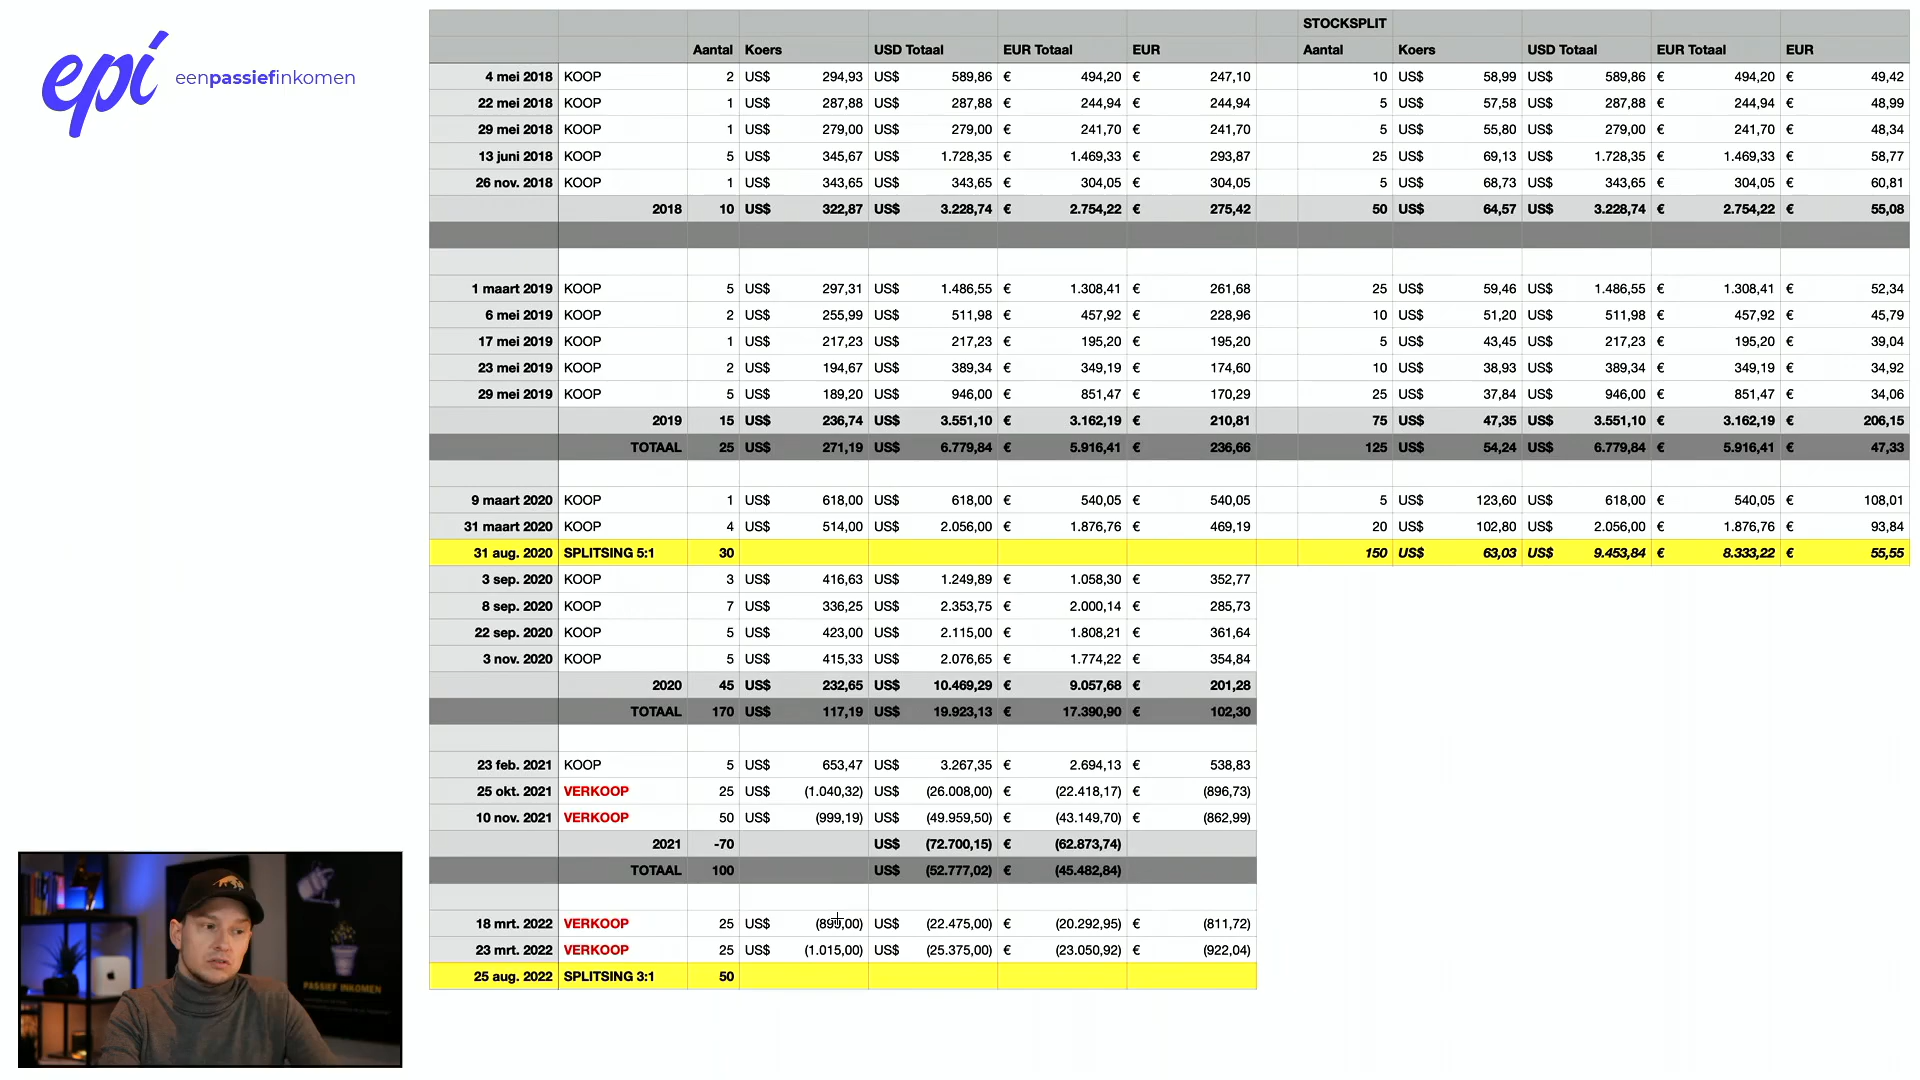 epí eenpassiefinkomen
STOCKSPLIT
Aantal Koers USD Totaal EUR Totaal EUR Aantal Koers USD Totaal EUR Totaal EUR
4 mei 2018 KOOP 2 US$ 294,93 US$ 589,86 € 494,20 € 247,10 10 US$ 58,99 US$ 589,86 € 494,20 € 49,42
22 mei 2018 KOOP 1 US$ 287,88 US$ 287,88 € 244,94 € 244,94 5 US$ 57,58 US$ 287,88 € 244,94 € 48,99
29 mei 2018 KOOP 1 US$ 279,00 US$ 279,00 € 241,70 € 241,70 5 US$ 55,80 US$ 279,00 € 241,70 € 48,34
13 juni 2018 KOOP 5 US$ 345,67 US$ 1.728,35 € 1.469,33 € 293,87 25 US$ 69,13 US$ 1.728,35 € 1.469,33 € 58,77
26 nov. 2018 KOOP 1 US$ 343,65 US$ 343,65 € 304,05 € 304,05 5 US$ 68,73 US$ 343,65 € 304,05 € 60,81
2018 10 US$ 322,87 US$ 3.228,74 € 2.754,22 € 275,42 50 US$ 64,57 US$ 3.228,74 € 2.754,22 € 55,08
1 maart 2019 KOOP 5 US$ 297,31 US$ 1.486,55 € 1.308,41 € 261,68 25 US$ 59,46 US$ 1.486,55 € 1.308,41 € 52,34
6 mei 2019 KOOP 2 US$ 255,99 US$ 511,98 € 457,92 € 228,96 10 US$ 51,20 US$ 511,98 € 457,92 € 45,79
17 mei 2019 KOOP 1 US$ 217,23 US$ 217,23 € 195,20 € 195,20 5 US$ 43,45 US$ 217,23 € 195,20 € 39,04
23 mei 2019 KOOP 2 US$ 194,67 US$ 389,34 € 349,19 € 174,60 10 US$ 38,93 US$ 389,34 € 349,19 € 34,92
29 mei 2019 KOOP 5 US$ 189,20 US$ 946,00 € 851,47 € 170,29 25 US$ 37,84 US$ 946,00 € 851,47 € 34,06
2019 15 US$ 236,74 US$ 3.551,10 € 3.162,19 € 210,81 75 US$ 47,35 US$ 3.551,10 € 3.162,19 € 206,15
TOTAAL 25 US$ 271,19 US$ 6.779,84 € 5.916,41 € 236,66 125 US$ 54,24 US$ 6.779,84 € 5.916,41 € 47,33
9 maart 2020 KOOP 1 US$ 618,00 US$ 618,00 € 540,05 € 540,05 5 US$ 123,60 US$ 618,00 € 540,05 € 108,01
31 maart 2020 KOOP 4 US$ 514,00 US$ 2.056,00 € 1.876,76 € 469,19 20 US$ 102,80 US$ 2.056,00 € 1.876,76 € 93,84
31 aug. 2020 SPLITSING 5:1 30 150 US$ 63,03 US$ 9.453,84 € 8.333,22 € 55,55
3 sep. 2020 KOOP 3 US$ 416,63 US$ 1.249,89 € 1.058,30 € 352,77
8 sep. 2020 KOOP 7 US$ 336,25 US$ 2.353,75 € 2.000,14 € 285,73
22 sep. 2020 KOOP 5 US$ 423,00 US$ 2.115,00 € 1.808,21 € 361,64
3 nov. 2020 KOOP 5 US$ 415,33 US$ 2.076,65 € 1.774,22 € 354,84
2020 45 US$ 232,65 US$ 10.469,29 € 9.057,68 € 201,28
TOTAAL 170 US$ 117,19 US$ 19.923,13 € 17.390,90 € 102,30
23 feb. 2021 KOOP 5 US$ 653,47 US$ 3.267,35 € 2.694,13 € 538,83
25 okt. 2021 VERKOOP 25 US$ (1.040,32) US$ (26.008,00) € (22.418,17) € (896,73)
10 nov. 2021 VERKOOP 50 US$ (999,19) US$ (49.959,50) € (43.149,70) € (862,99)
2021 -70 US$ (72.700,15) € (62.873,74)
TOTAAL 100 US$ (52.777,02) € (45.482,84)
18 mrt. 2022 VERKOOP 25 US$ US$ (22.475,00) € (20.292,95) € (811,72)
23 mrt. 2022 VERKOOP 25 US$ (1.015,00) US$ (25.375,00) € (23.050,92) € (922,04)
25 aug. 2022 SPLITSING 3:1 50
PASSIEF INKOMEN